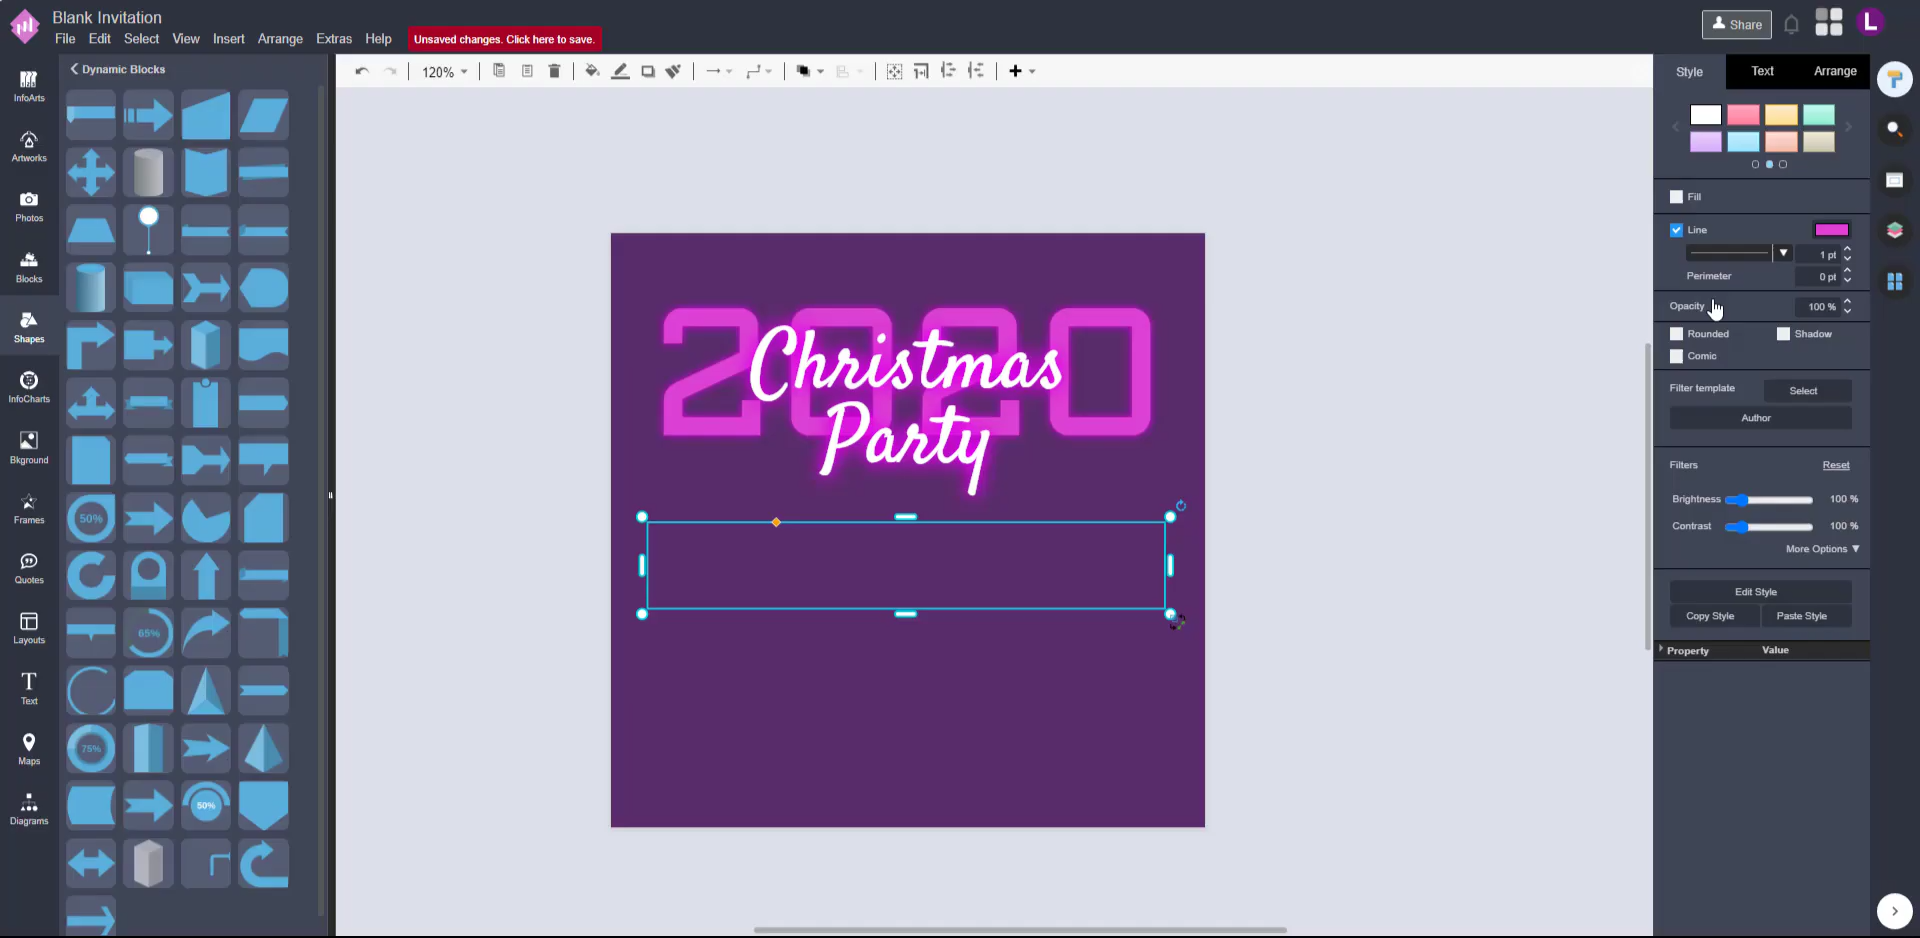 Blank Invitation
File Edit Select View Insert Arrange Extras Help
Unsaved changes. Click here to save.
Share
L
InfoArts
Artworks
Photos
Blocks
Shapes
InfoCharts
Bkground
Frames
Quotes
Layouts
Text
Maps
Diagrams
Dynamic Blocks
50%
65%
75%
50%
120%
2020
Christmas
Party
Style Text Arrange
Fill
Line
1 pt
Perimeter 0 pt
Opacity 100 %
Rounded Shadow
Comic
Filter template Select
Author
Filters Reset
Brightness 100 %
Contrast 100 %
More Options ▼
Edit Style
Copy Style Paste Style
Property Value